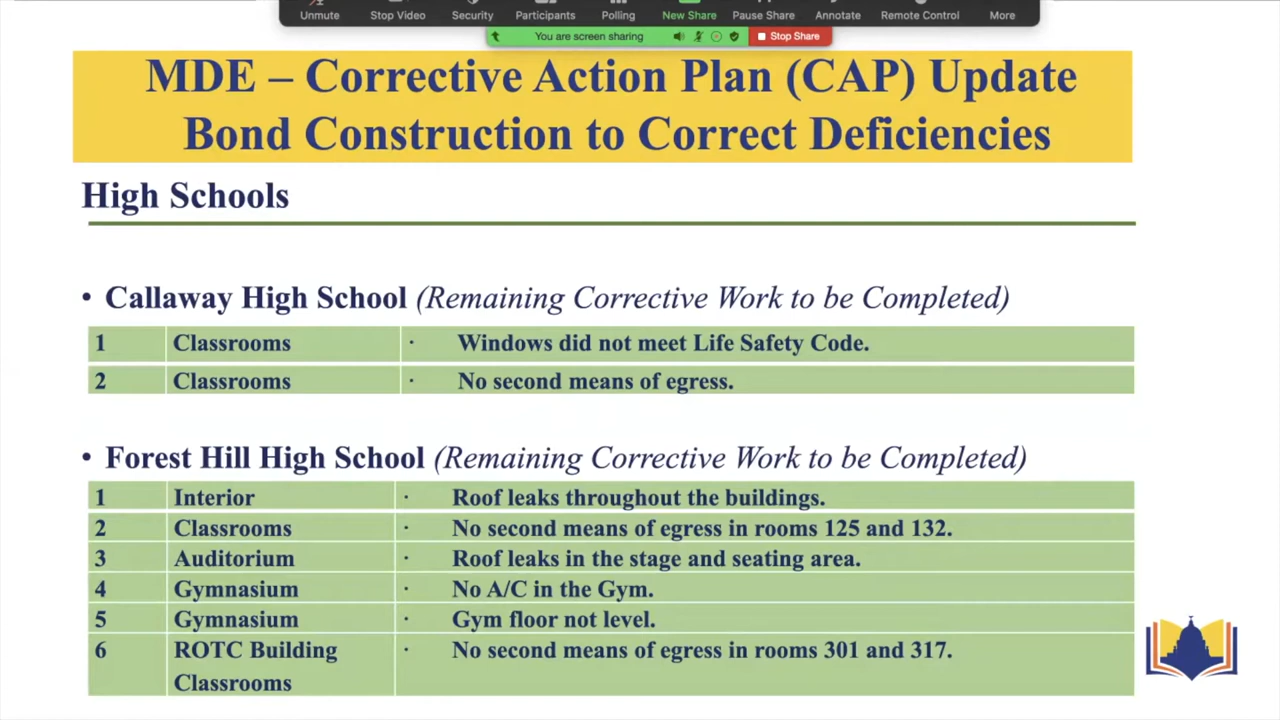 Unmute Stop Video Security Participants Polling New Share Pause Share Annotate Remote Control More
You are screen sharing Stop Share
MDE – Corrective Action Plan (CAP) Update
Bond Construction to Correct Deficiencies
High Schools
• Callaway High School (Remaining Corrective Work to be Completed)
1 Classrooms · Windows did not meet Life Safety Code.
2 Classrooms · No second means of egress.
• Forest Hill High School (Remaining Corrective Work to be Completed)
1 Interior · Roof leaks throughout the buildings.
2 Classrooms · No second means of egress in rooms 125 and 132.
3 Auditorium · Roof leaks in the stage and seating area.
4 Gymnasium · No A/C in the Gym.
5 Gymnasium · Gym floor not level.
6 ROTC Building · No second means of egress in rooms 301 and 317.
Classrooms